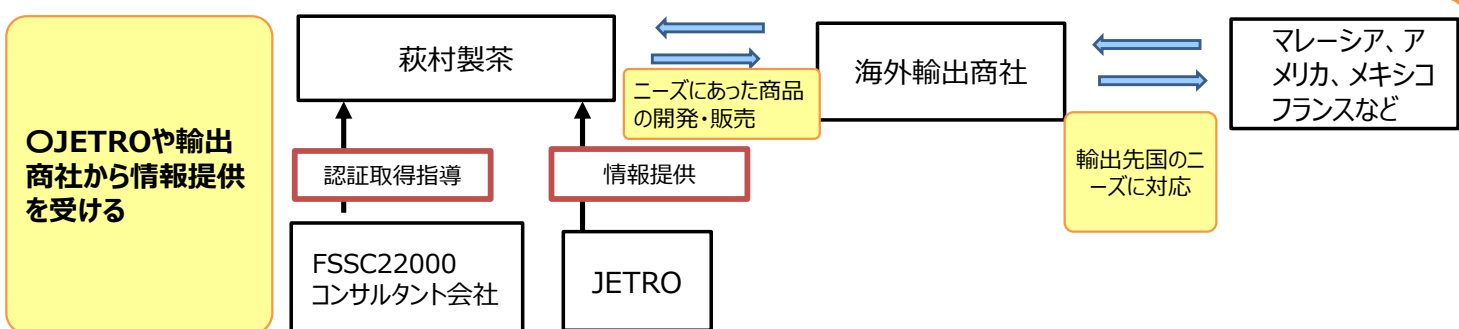 〇JETROや輸出
商社から情報提供
を受ける
萩村製茶
ニーズにあった商品
の開発・販売
海外輸出商社
マレーシア、ア
メリカ、メキシコ
フランスなど
認証取得指導
情報提供
輸出先国のニ
ーズに対応
FSSC22000
コンサルタント会社
JETRO